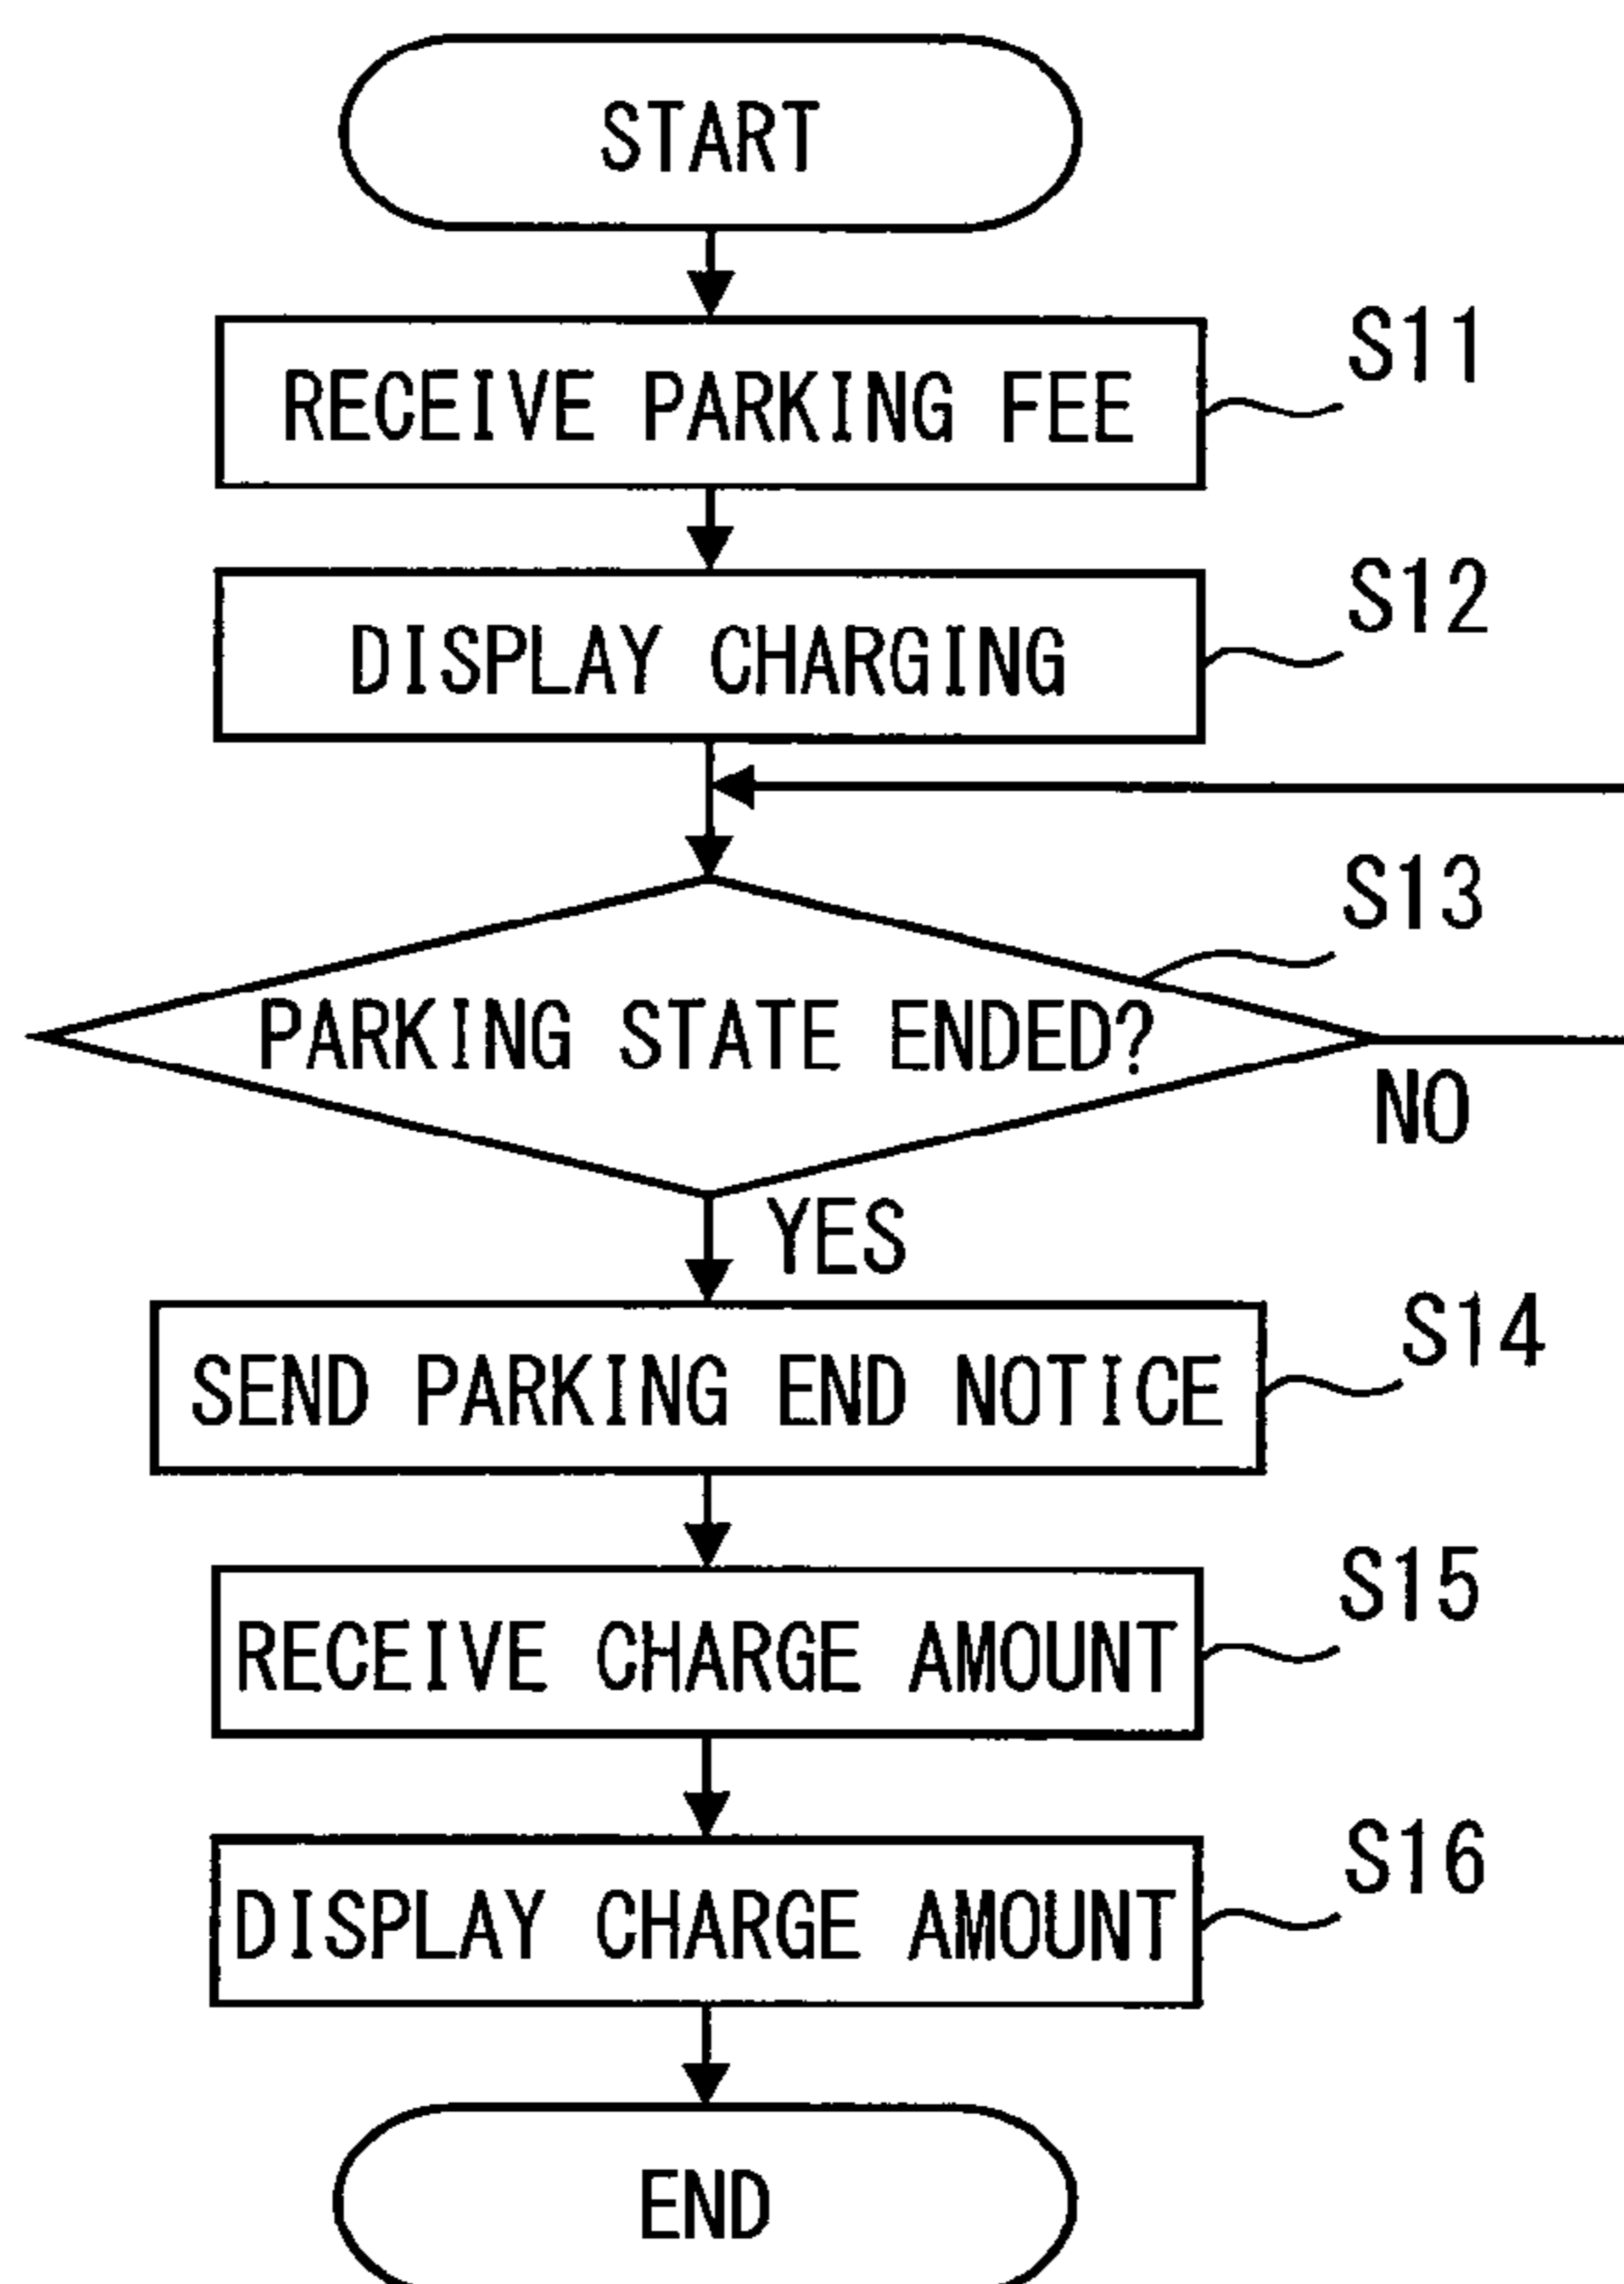 START
RECEIVE PARKING FEE
S11
DISPLAY CHARGING
S12
S13
PARKING STATE ENDED?
NO
YES
SEND PARKING END NOTICE
S14
RECEIVE CHARGE AMOUNT
S15
DISPLAY CHARGE AMOUNT
S16
END